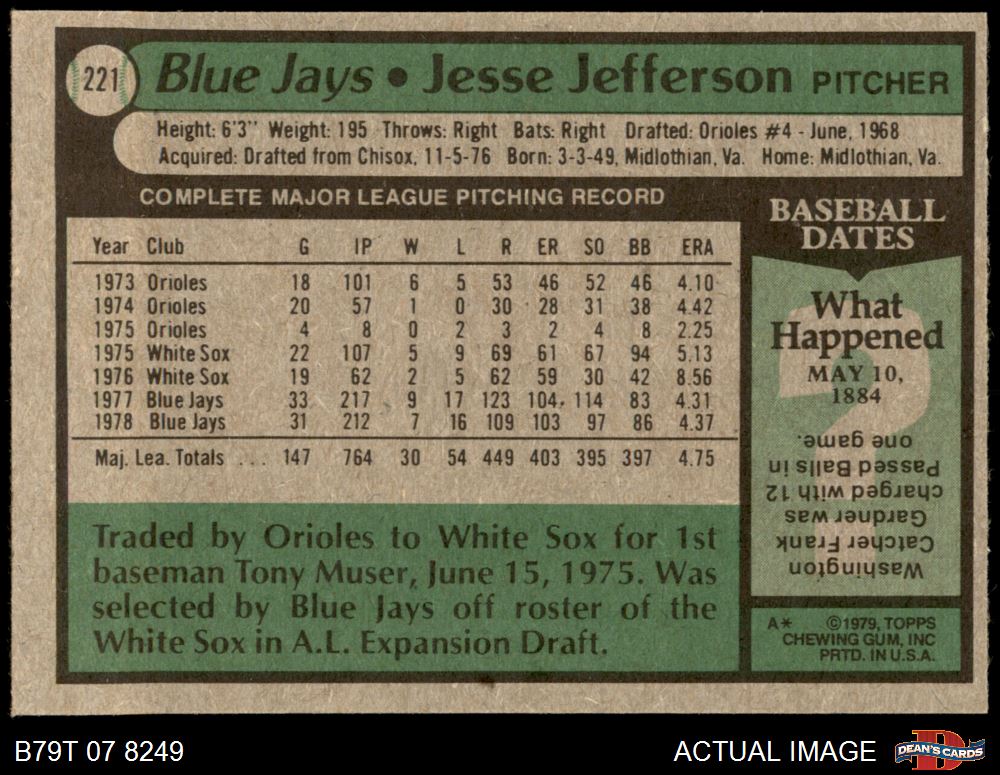 221 Blue Jays • Jesse Jefferson PITCHER
Height: 6'3" Weight: 195 Throws: Right Bats: Right Drafted: Orioles #4 - June, 1968
Acquired: Drafted from Chisox, 11-5-76 Born: 3-3-49, Midlothian, Va. Home: Midlothian, Va.
COMPLETE MAJOR LEAGUE PITCHING RECORD
Year Club G IP W L R ER SO BB ERA
1973 Orioles 18 101 6 5 53 46 52 46 4.10
1974 Orioles 20 57 1 0 30 28 31 38 4.42
1975 Orioles 4 8 0 2 3 2 4 8 2.25
1975 White Sox 22 107 5 9 69 61 67 94 5.13
1976 White Sox 19 62 2 5 62 59 30 42 8.56
1977 Blue Jays 33 217 9 17 123 104 114 83 4.31
1978 Blue Jays 31 212 7 16 109 103 97 86 4.37
Maj. Lea. Totals ... 147 764 30 54 449 403 395 397 4.75
Traded by Orioles to White Sox for 1st
baseman Tony Muser, June 15, 1975. Was
selected by Blue Jays off roster of the
White Sox in A.L. Expansion Draft.
BASEBALL
DATES
What
Happened
MAY 10,
1884
Washington
Catcher Frank
Gardner was
charged with 12
Passed Balls in
one game.
A* ©1979, TOPPS
CHEWING GUM, INC
PRTD. IN U.S.A.
B79T 07 8249
ACTUAL IMAGE
DEAN'S CARDS